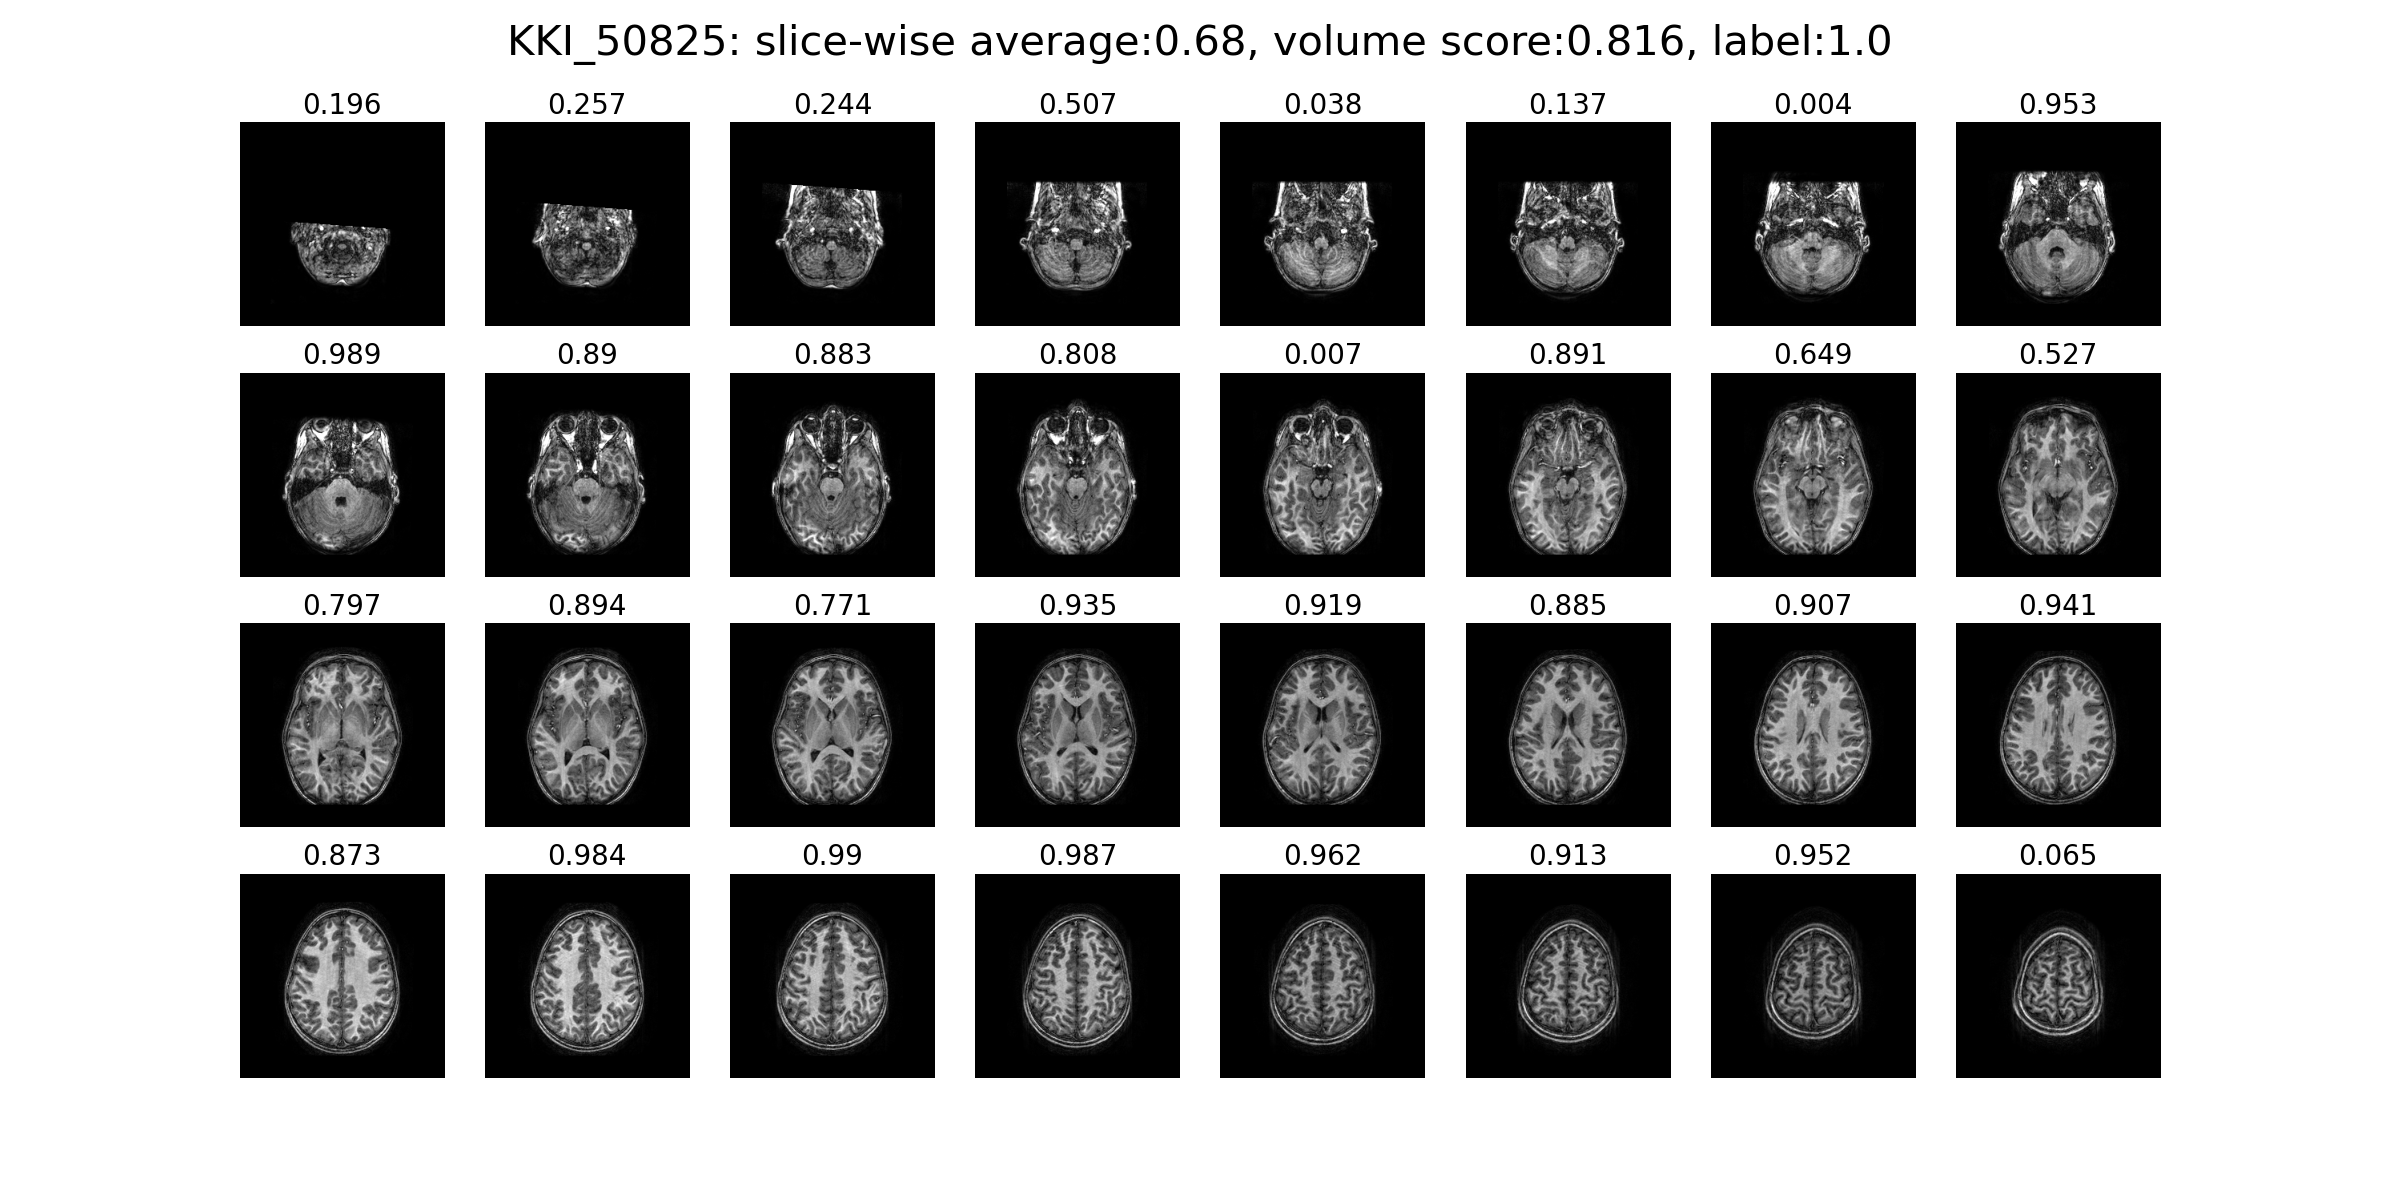 KKI_50825: slice-wise average:0.68, volume score:0.816, label:1.0
0.196 0.257 0.244 0.507 0.038 0.137 0.004 0.953
0.989 0.89 0.883 0.808 0.007 0.891 0.649 0.527
0.797 0.894 0.771 0.935 0.919 0.885 0.907 0.941
0.873 0.984 0.99 0.987 0.962 0.913 0.952 0.065